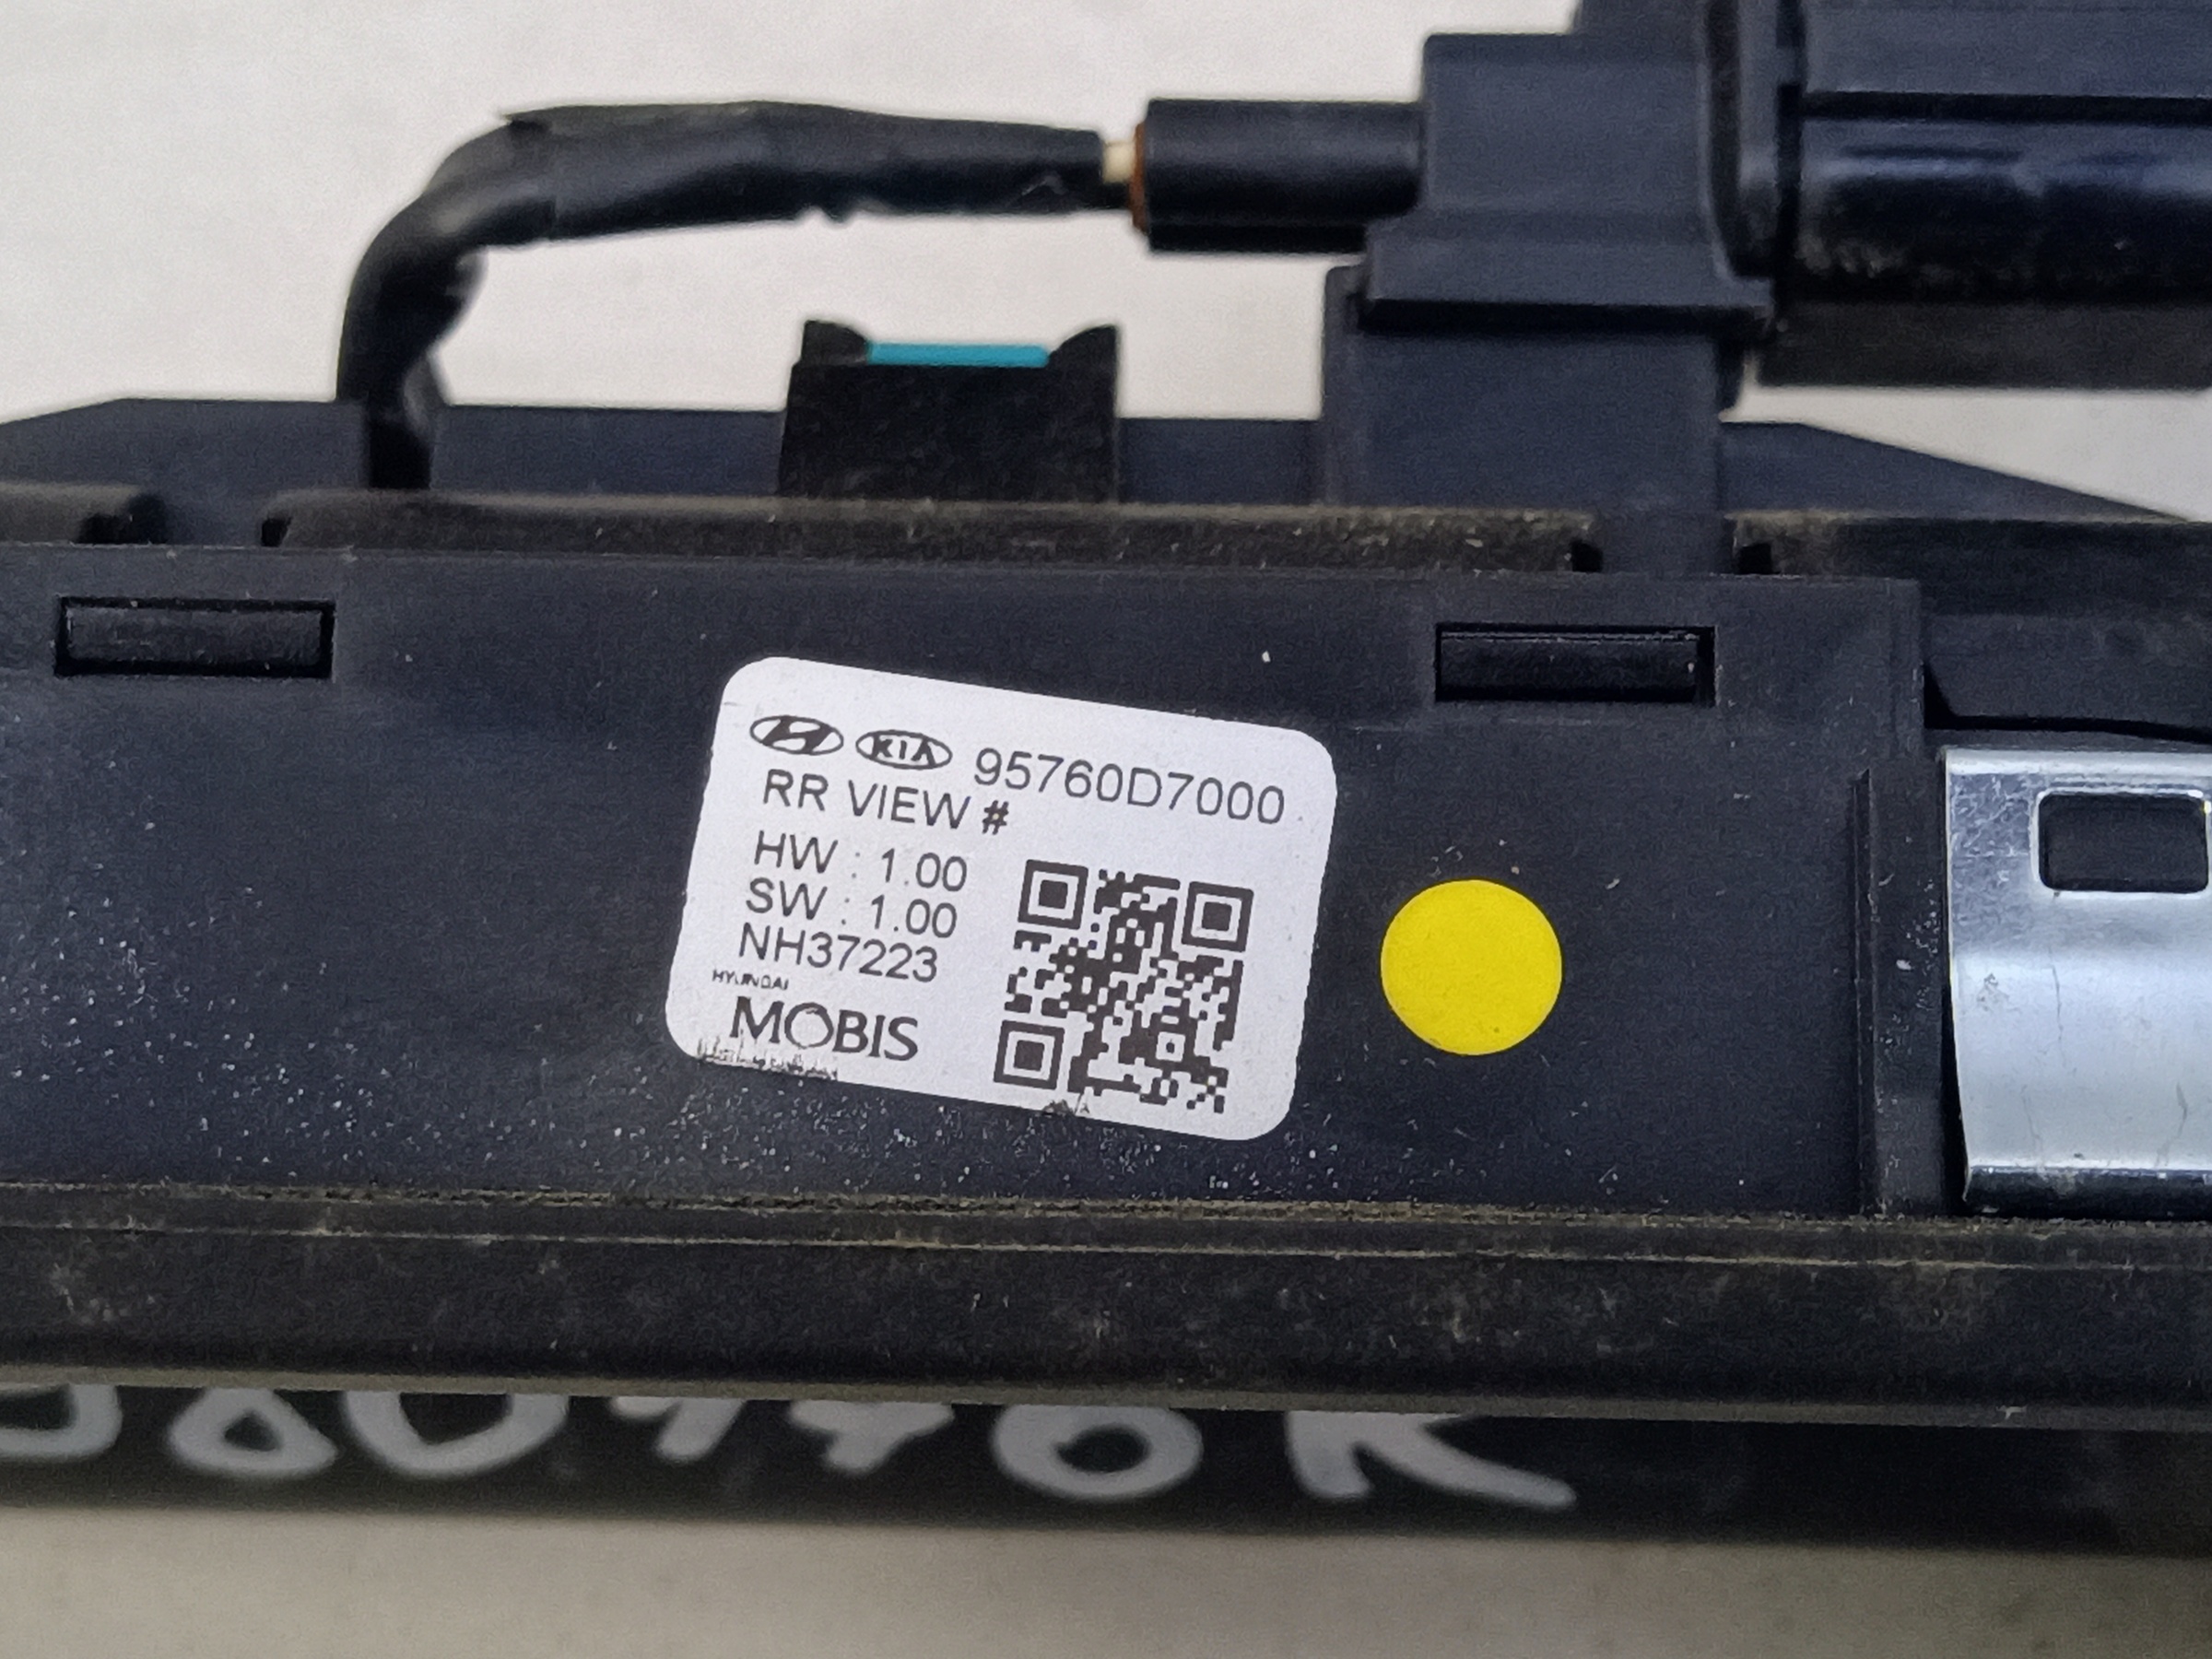 KIA 95760D7000
RR VIEW #
HW : 1.00
SW : 1.00
NH37223
HYUNDAI
MOBIS